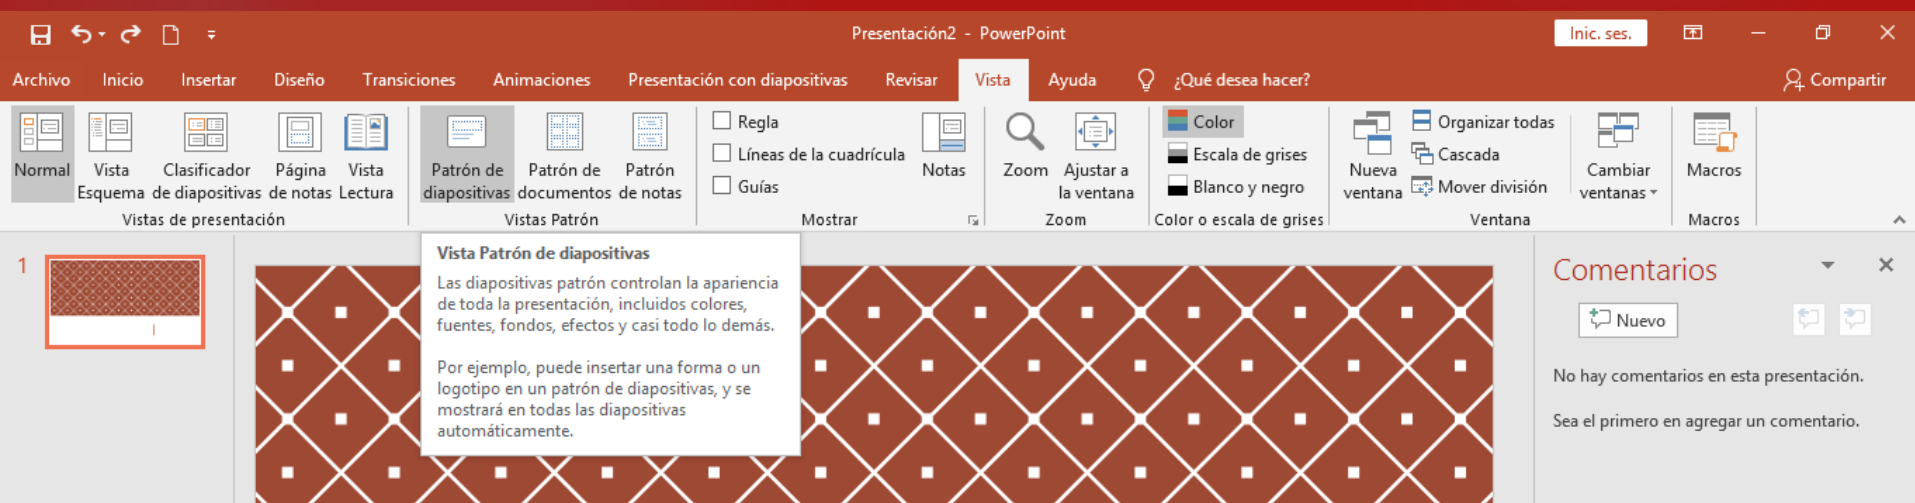 Presentación2 - PowerPoint
Inic. ses.
Archivo Inicio Insertar Diseño Transiciones Animaciones Presentación con diapositivas Revisar Vista Ayuda ¿Qué desea hacer? Compartir
Normal
Vista
Esquema
Clasificador
de diapositivas
Página
de notas
Vista
Lectura
Vistas de presentación
Patrón de
diapositivas
Patrón de
documentos
Patrón
de notas
Vistas Patrón
Regla
Líneas de la cuadrícula
Guías
Notas
Mostrar
Zoom
Ajustar a
la ventana
Zoom
Color
Escala de grises
Blanco y negro
Color o escala de grises
Nueva
ventana
Organizar todas
Cascada
Mover división
Cambiar
ventanas
Ventana
Macros
Macros
1
Vista Patrón de diapositivas
Las diapositivas patrón controlan la apariencia
de toda la presentación, incluidos colores,
fuentes, fondos, efectos y casi todo lo demás.
Por ejemplo, puede insertar una forma o un
logotipo en un patrón de diapositivas, y se
mostrará en todas las diapositivas
automáticamente.
Comentarios
Nuevo
No hay comentarios en esta presentación.
Sea el primero en agregar un comentario.